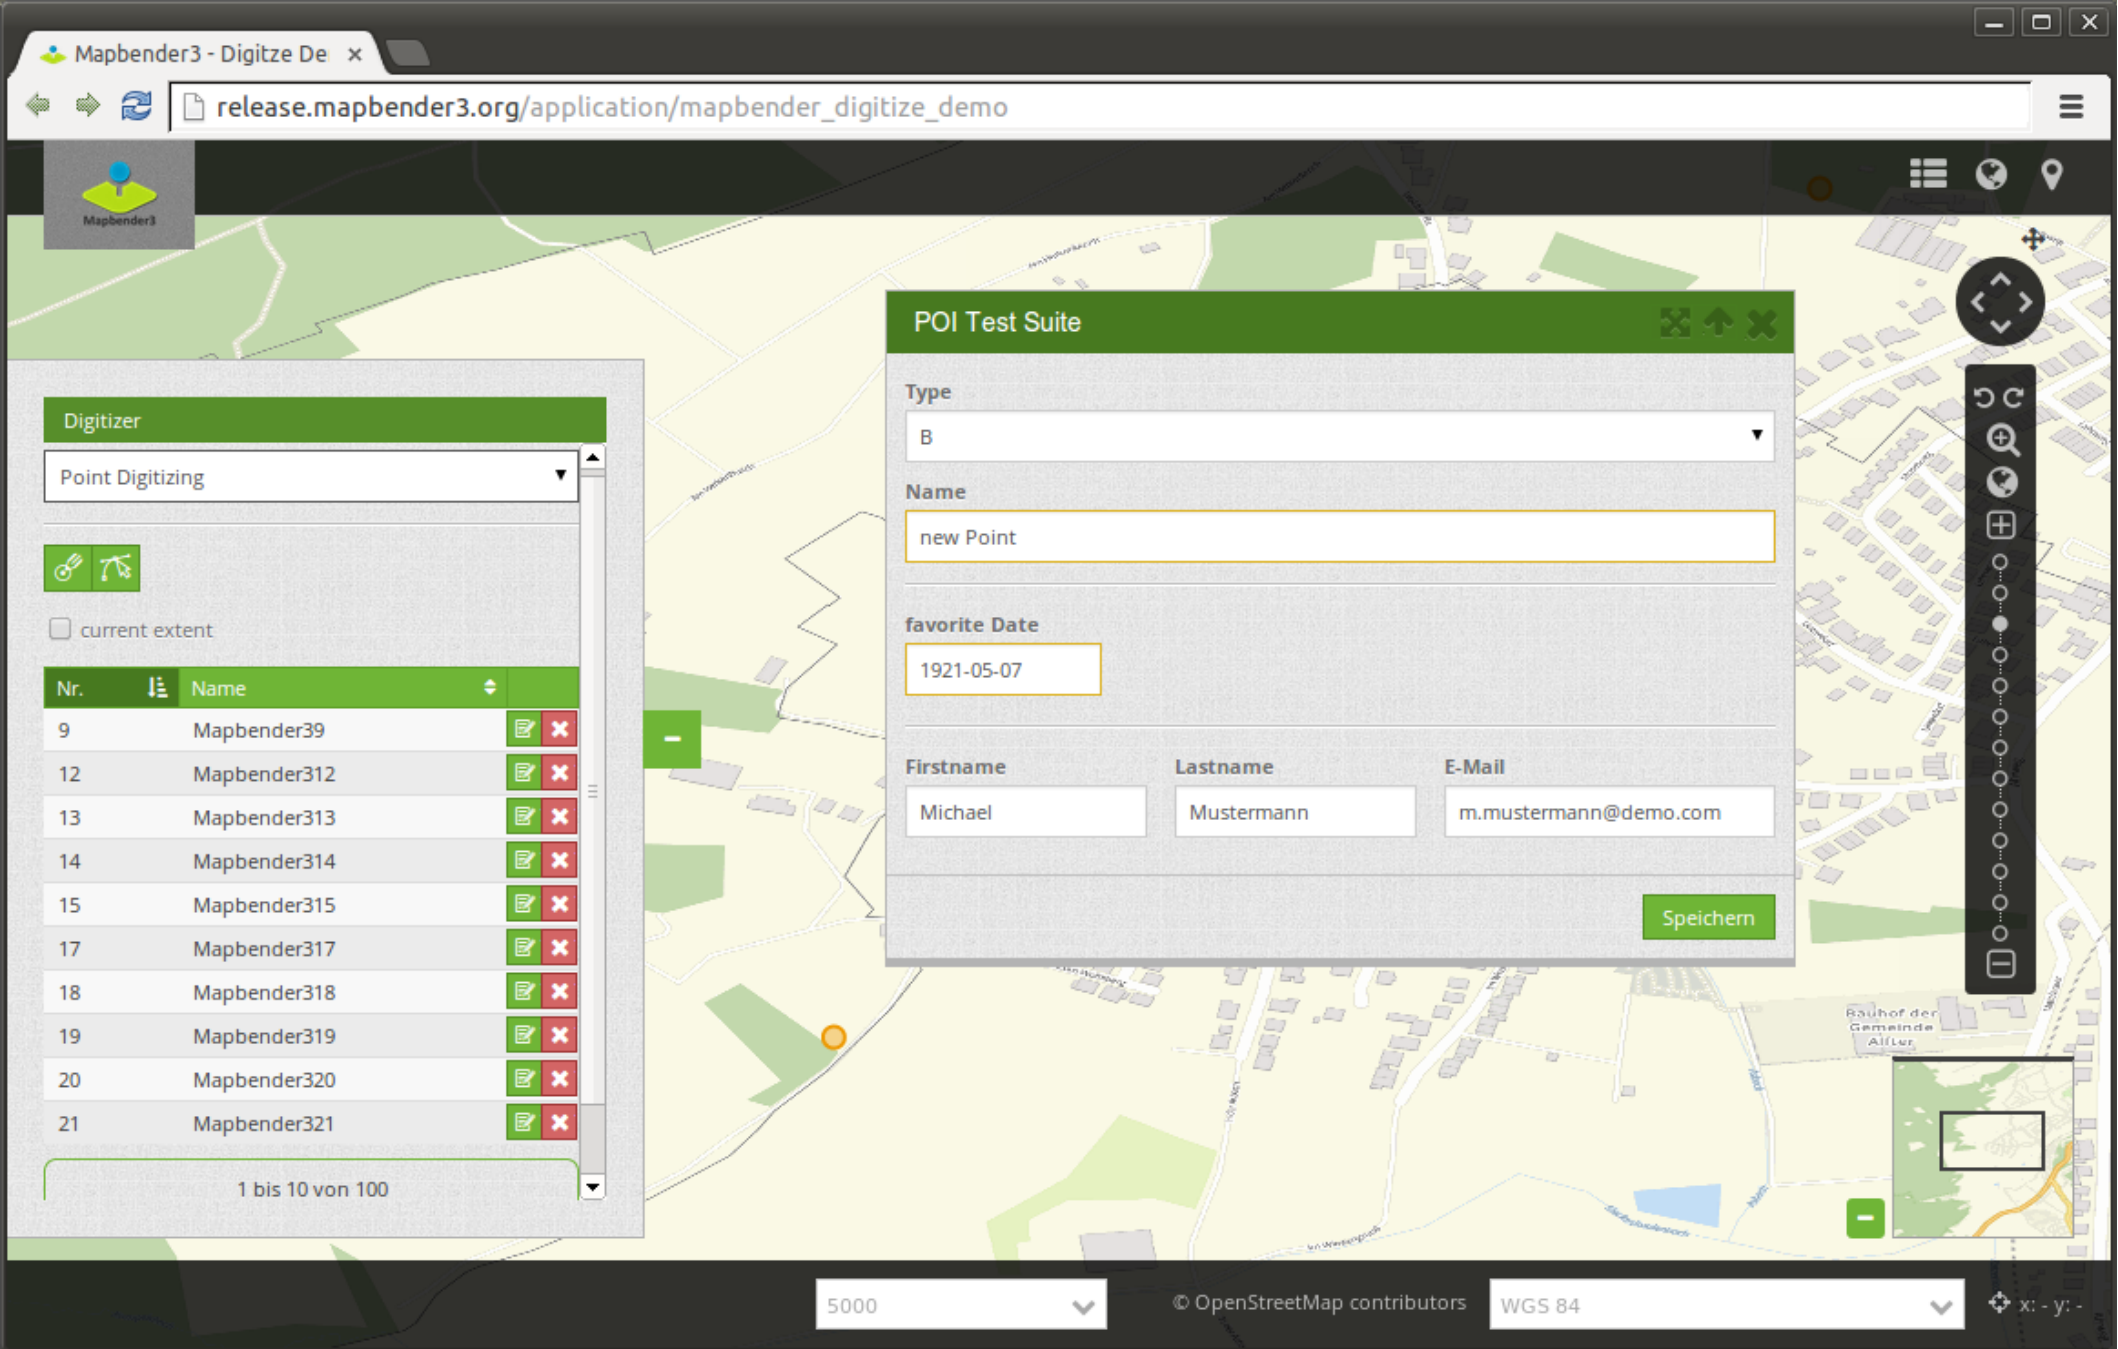 Mapbender3 - Digitze De
release.mapbender3.org/application/mapbender_digitize_demo
Mapbender3
POI Test Suite
Type
B
Name
new Point
favorite Date
1921-05-07
Firstname
Lastname
E-Mail
Michael
Mustermann
m.mustermann@demo.com
Speichern
Digitizer
Point Digitizing
current extent
Nr.
Name
9 Mapbender39
12 Mapbender312
13 Mapbender313
14 Mapbender314
15 Mapbender315
17 Mapbender317
18 Mapbender318
19 Mapbender319
20 Mapbender320
21 Mapbender321
1 bis 10 von 100
Bauhof der
Gemeinde
Alfter
5000
© OpenStreetMap contributors
WGS 84
x: - y: -